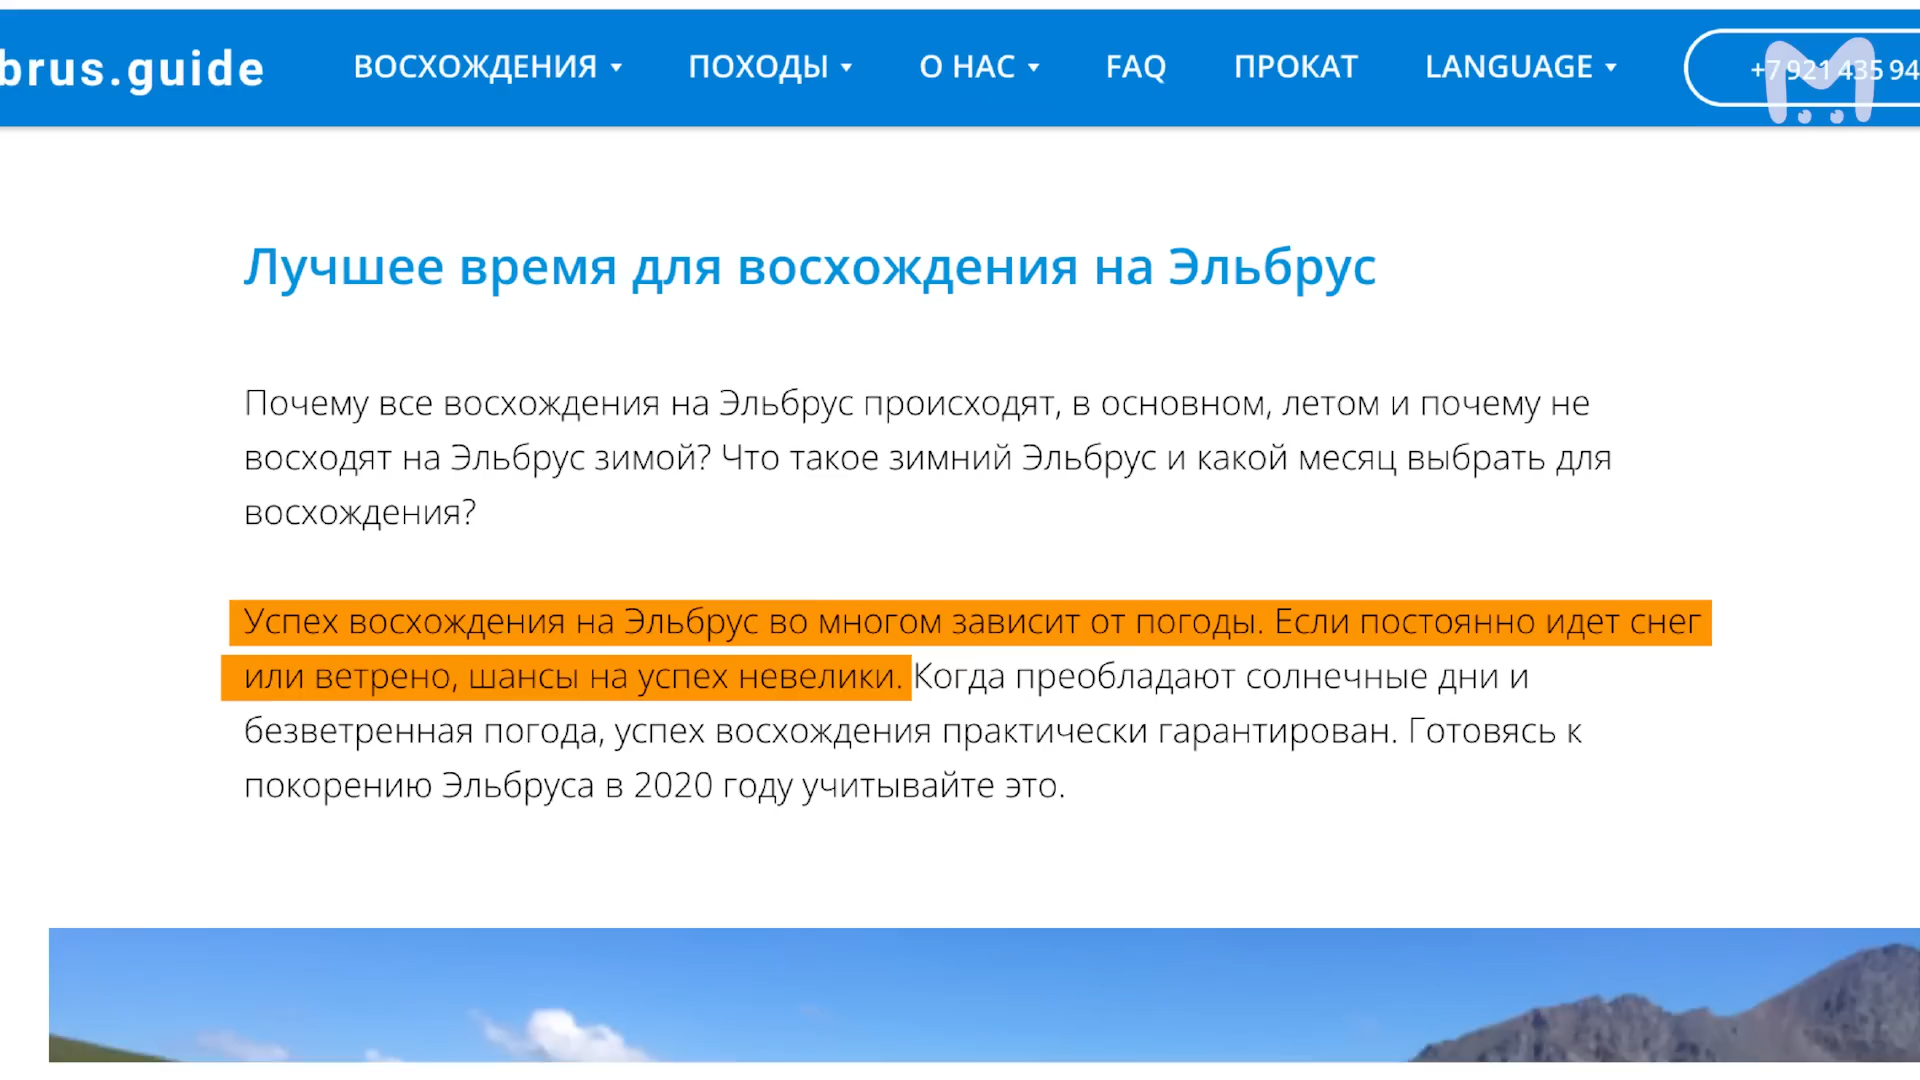 brus.guide
ВОСХОЖДЕНИЯ
ПОХОДЫ
О НАС
FAQ
ПРОКАТ
LANGUAGE
+7 921 435 94
Лучшее время для восхождения на Эльбрус
Почему все восхождения на Эльбрус происходят, в основном, летом и почему не
восходят на Эльбрус зимой? Что такое зимний Эльбрус и какой месяц выбрать для
восхождения?
Успех восхождения на Эльбрус во многом зависит от погоды. Если постоянно идет снег
или ветрено, шансы на успех невелики. Когда преобладают солнечные дни и
безветренная погода, успех восхождения практически гарантирован. Готовясь к
покорению Эльбруса в 2020 году учитывайте это.